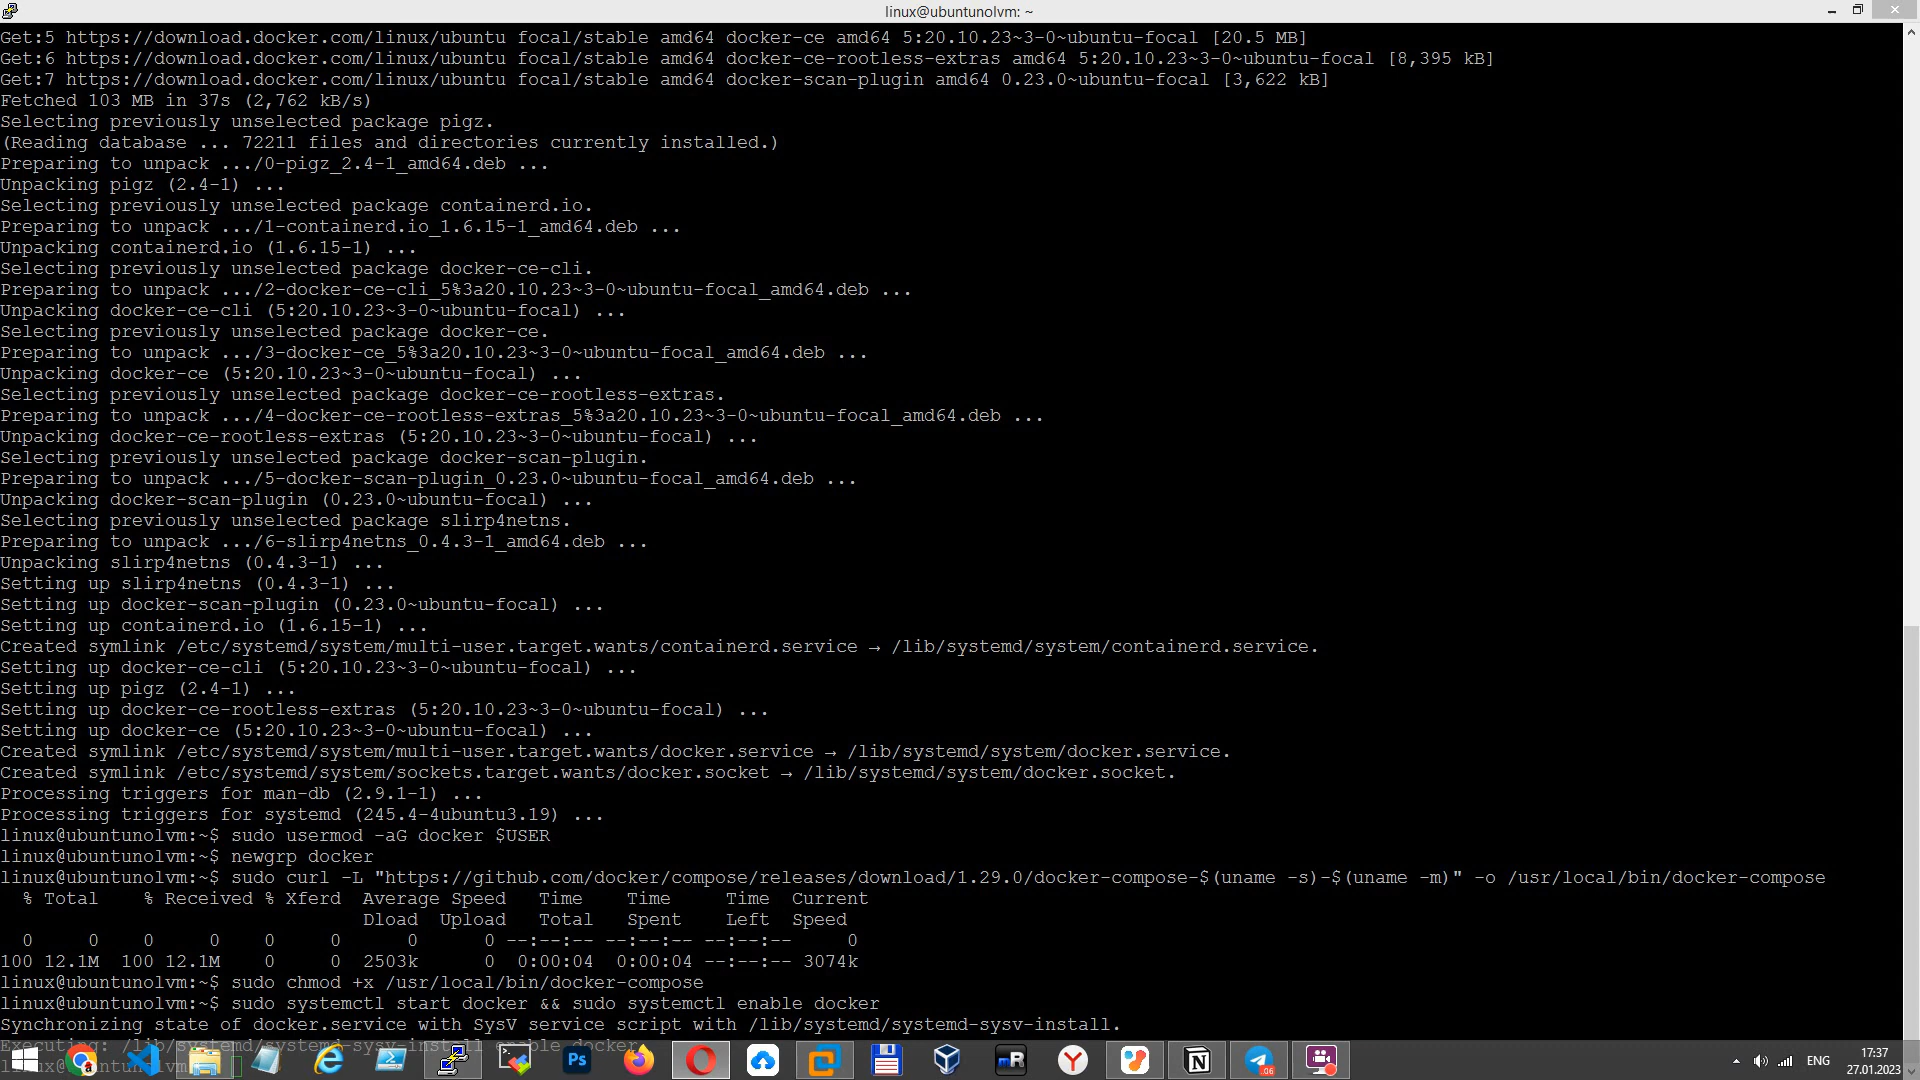 linux@ubuntunolvm: ~
Get:5 https://download.docker.com/linux/ubuntu focal/stable amd64 docker-ce amd64 5:20.10.23~3-0~ubuntu-focal [20.5 MB]
Get:6 https://download.docker.com/linux/ubuntu focal/stable amd64 docker-ce-rootless-extras amd64 5:20.10.23~3-0~ubuntu-focal [8,395 kB]
Get:7 https://download.docker.com/linux/ubuntu focal/stable amd64 docker-scan-plugin amd64 0.23.0~ubuntu-focal [3,622 kB]
Fetched 103 MB in 37s (2,762 kB/s)
Selecting previously unselected package pigz.
(Reading database ... 72211 files and directories currently installed.)
Preparing to unpack .../0-pigz_2.4-1_amd64.deb ...
Unpacking pigz (2.4-1) ...
Selecting previously unselected package containerd.io.
Preparing to unpack .../1-containerd.io_1.6.15-1_amd64.deb ...
Unpacking containerd.io (1.6.15-1) ...
Selecting previously unselected package docker-ce-cli.
Preparing to unpack .../2-docker-ce-cli_5%3a20.10.23~3-0~ubuntu-focal_amd64.deb ...
Unpacking docker-ce-cli (5:20.10.23~3-0~ubuntu-focal) ...
Selecting previously unselected package docker-ce.
Preparing to unpack .../3-docker-ce_5%3a20.10.23~3-0~ubuntu-focal_amd64.deb ...
Unpacking docker-ce (5:20.10.23~3-0~ubuntu-focal) ...
Selecting previously unselected package docker-ce-rootless-extras.
Preparing to unpack .../4-docker-ce-rootless-extras_5%3a20.10.23~3-0~ubuntu-focal_amd64.deb ...
Unpacking docker-ce-rootless-extras (5:20.10.23~3-0~ubuntu-focal) ...
Selecting previously unselected package docker-scan-plugin.
Preparing to unpack .../5-docker-scan-plugin_0.23.0~ubuntu-focal_amd64.deb ...
Unpacking docker-scan-plugin (0.23.0~ubuntu-focal) ...
Selecting previously unselected package slirp4netns.
Preparing to unpack .../6-slirp4netns_0.4.3-1_amd64.deb ...
Unpacking slirp4netns (0.4.3-1) ...
Setting up slirp4netns (0.4.3-1) ...
Setting up docker-scan-plugin (0.23.0~ubuntu-focal) ...
Setting up containerd.io (1.6.15-1) ...
Created symlink /etc/systemd/system/multi-user.target.wants/containerd.service → /lib/systemd/system/containerd.service.
Setting up docker-ce-cli (5:20.10.23~3-0~ubuntu-focal) ...
Setting up pigz (2.4-1) ...
Setting up docker-ce-rootless-extras (5:20.10.23~3-0~ubuntu-focal) ...
Setting up docker-ce (5:20.10.23~3-0~ubuntu-focal) ...
Created symlink /etc/systemd/system/multi-user.target.wants/docker.service → /lib/systemd/system/docker.service.
Created symlink /etc/systemd/system/sockets.target.wants/docker.socket → /lib/systemd/system/docker.socket.
Processing triggers for man-db (2.9.1-1) ...
Processing triggers for systemd (245.4-4ubuntu3.19) ...
linux@ubuntunolvm:~$ sudo usermod -aG docker $USER
linux@ubuntunolvm:~$ newgrp docker
linux@ubuntunolvm:~$ sudo curl -L "https://github.com/docker/compose/releases/download/1.29.0/docker-compose-$(uname -s)-$(uname -m)" -o /usr/local/bin/docker-compose
% Total % Received % Xferd Average Speed Time Time Time Current
Dload Upload Total Spent Left Speed
0 0 0 0 0 0 0 0 --:--:-- --:--:-- --:--:-- 0
100 12.1M 100 12.1M 0 0 2503k 0 0:00:04 0:00:04 --:--:-- 3074k
linux@ubuntunolvm:~$ sudo chmod +x /usr/local/bin/docker-compose
linux@ubuntunolvm:~$ sudo systemctl start docker && sudo systemctl enable docker
Synchronizing state of docker.service with SysV service script with /lib/systemd/systemd-sysv-install.
Executing: /lib/systemd/systemd-sysv-install enable docker
Ps
mR
Y
N
.06
ENG
17:37
27.01.2023